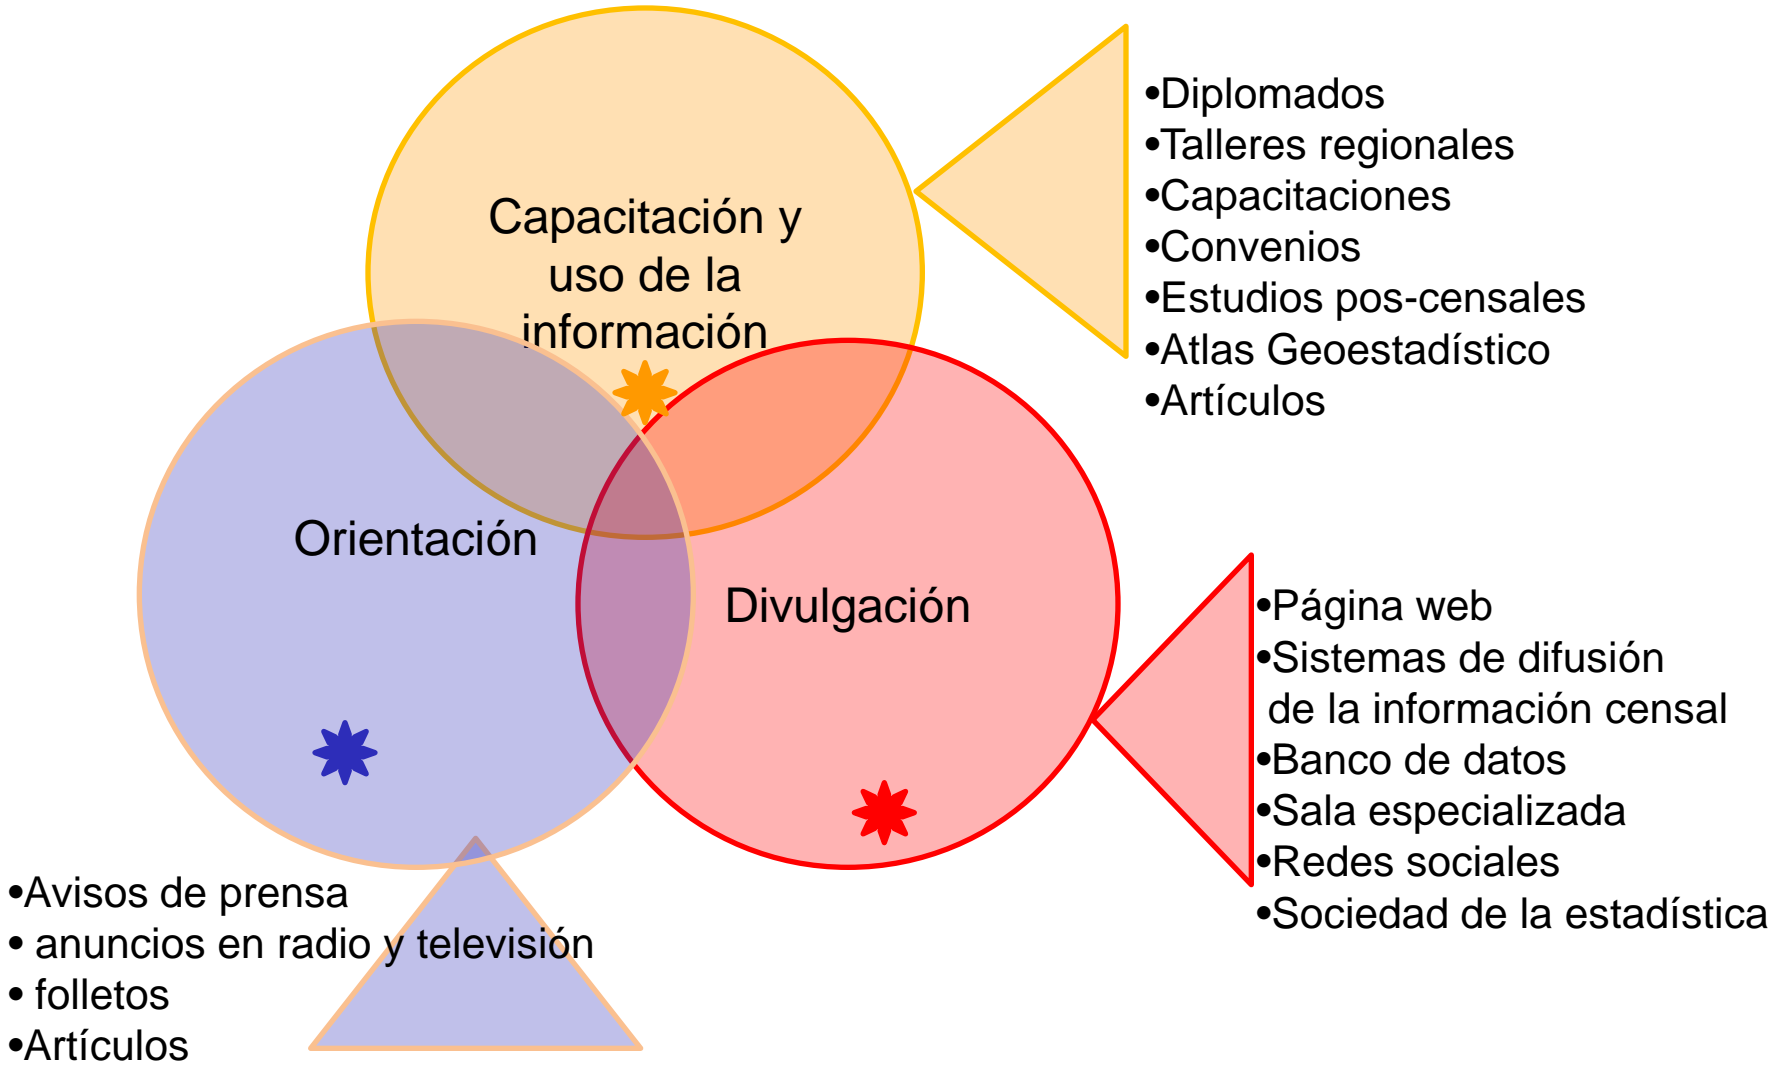 Capacitación y
uso de la
información
•Diplomados
•Talleres regionales
•Capacitaciones
•Convenios
•Estudios pos-censales
•Atlas Geoestadístico
•Artículos
Orientación
Divulgación
•Página web
•Sistemas de difusión
de la información censal
•Banco de datos
•Sala especializada
•Redes sociales
•Sociedad de la estadística
•Avisos de prensa
• anuncios en radio y televisión
• folletos
•Artículos